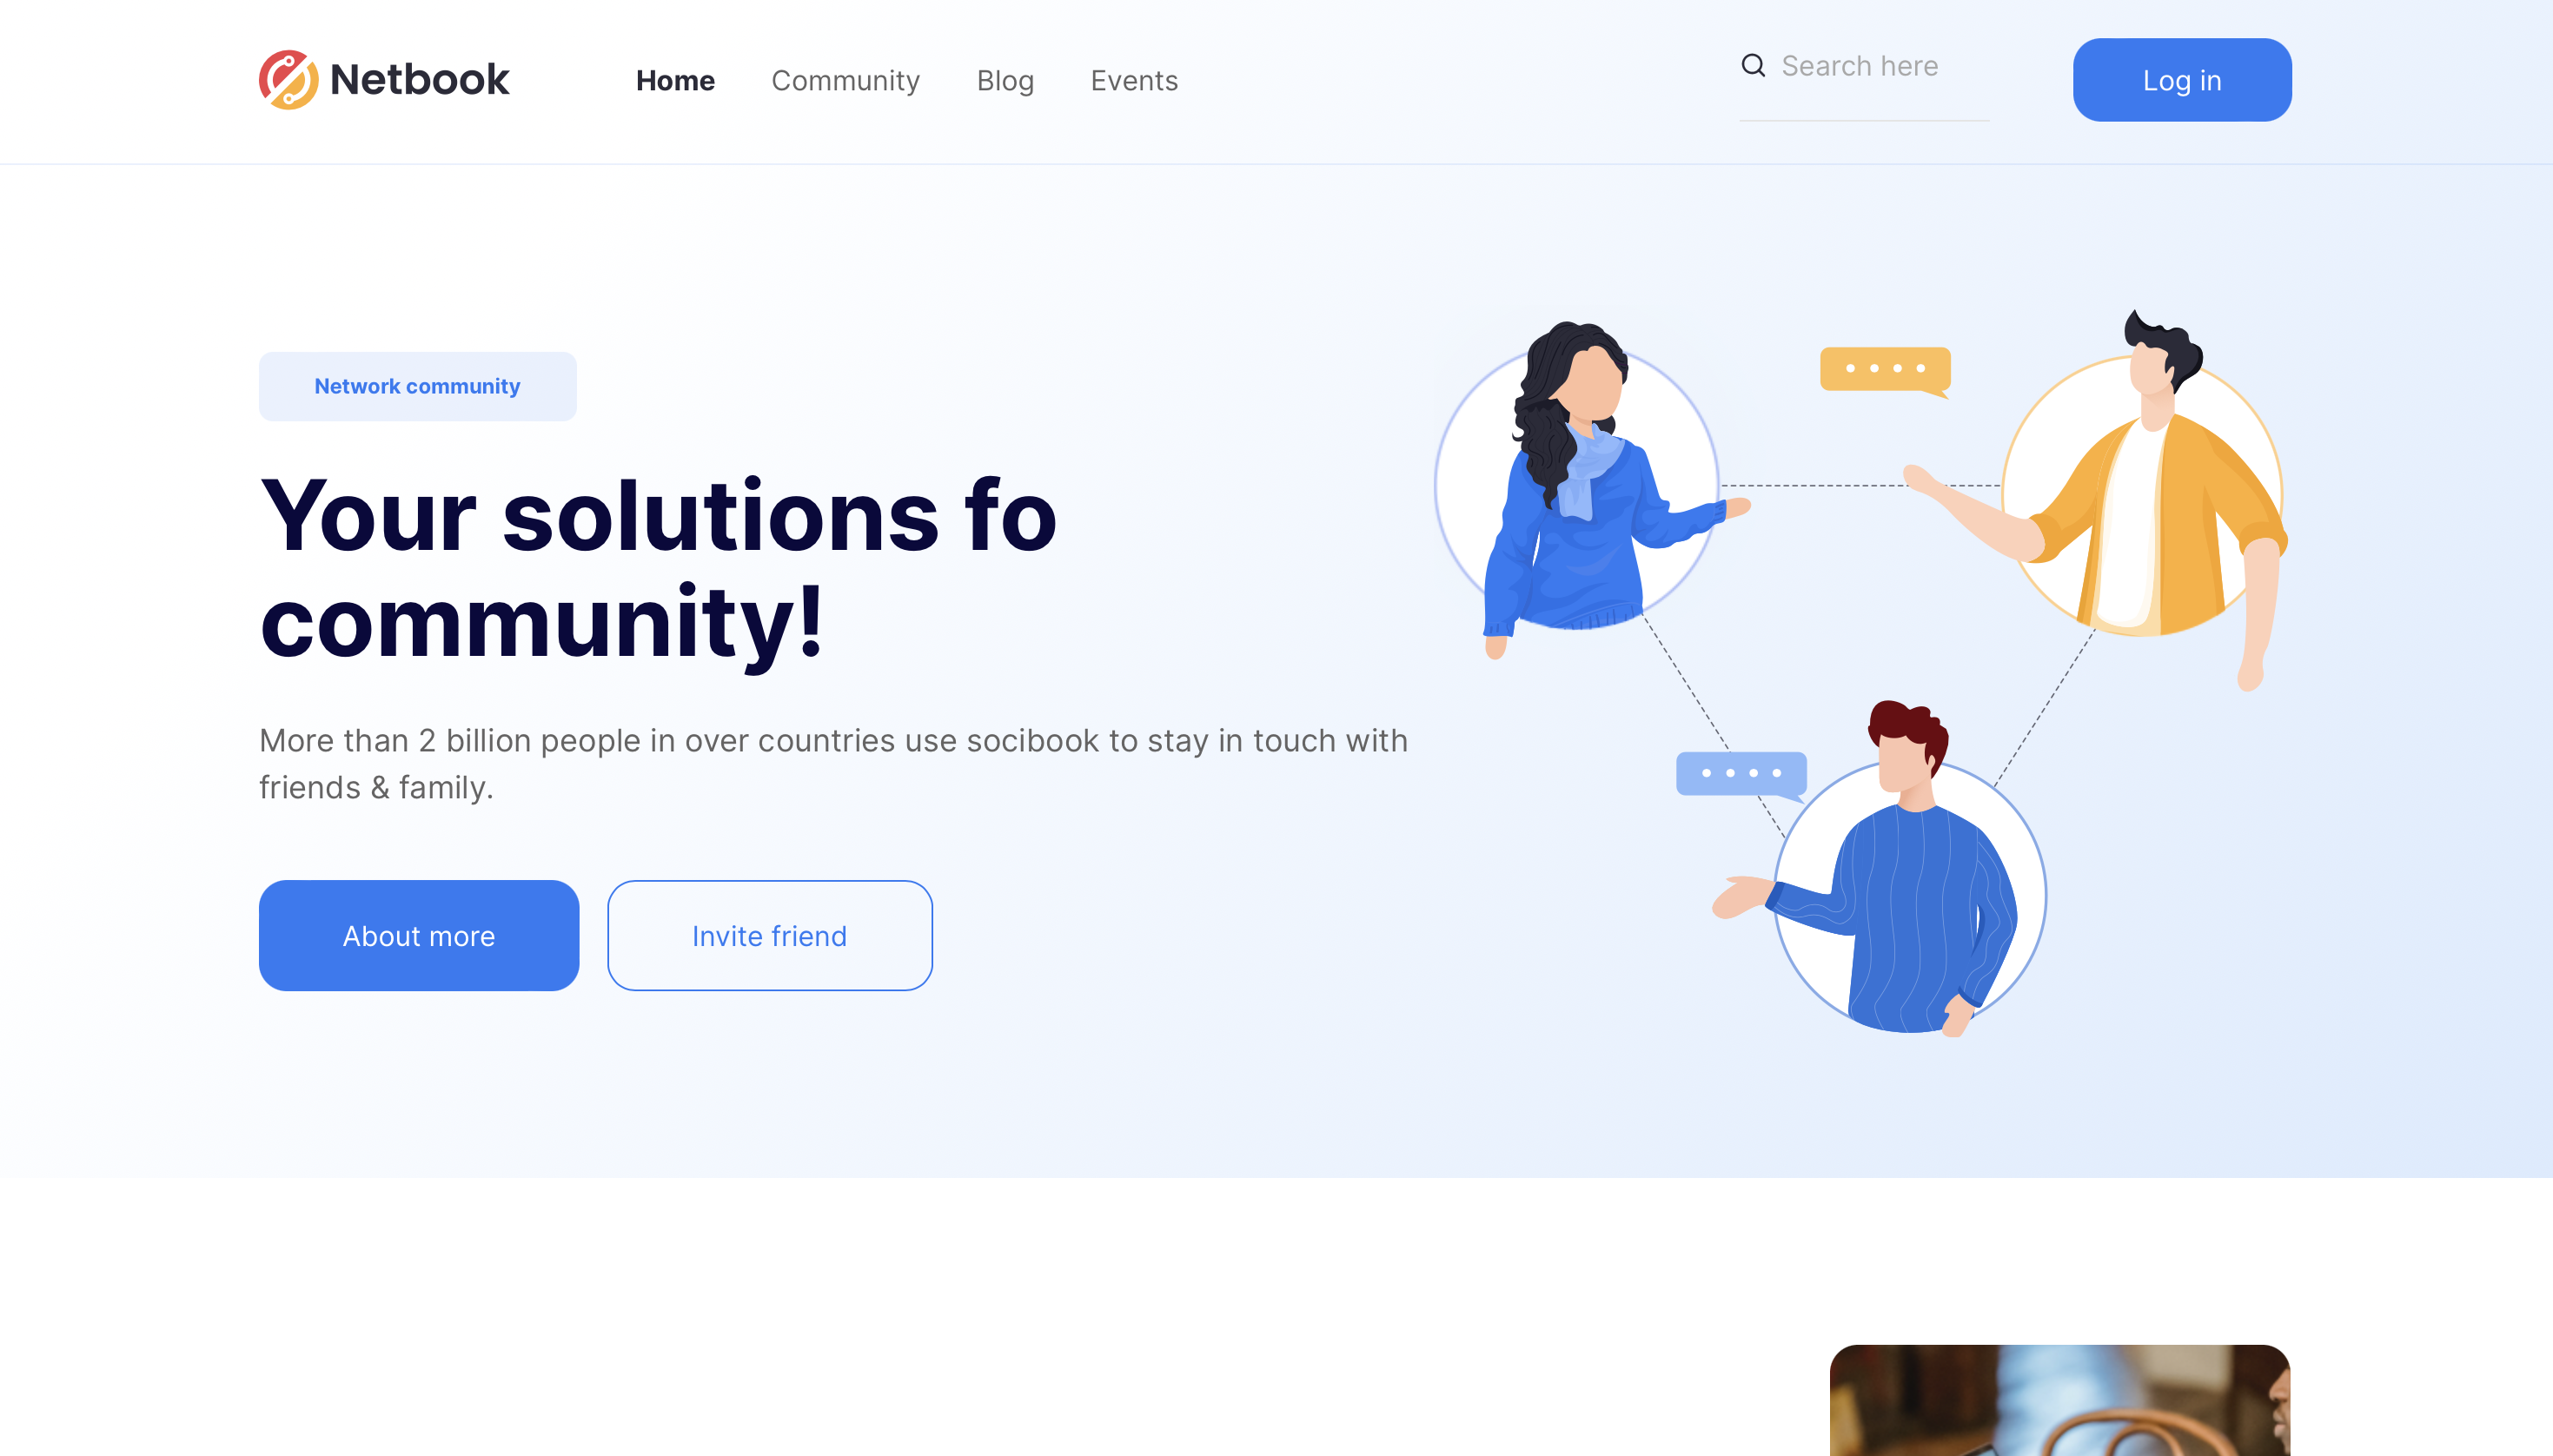 Netbook
Home
Community
Blog
Events
Search here
Log in
Network community
Your solutions fo
community!
More than 2 billion people in over countries use socibook to stay in touch with
friends & family.
About more
Invite friend